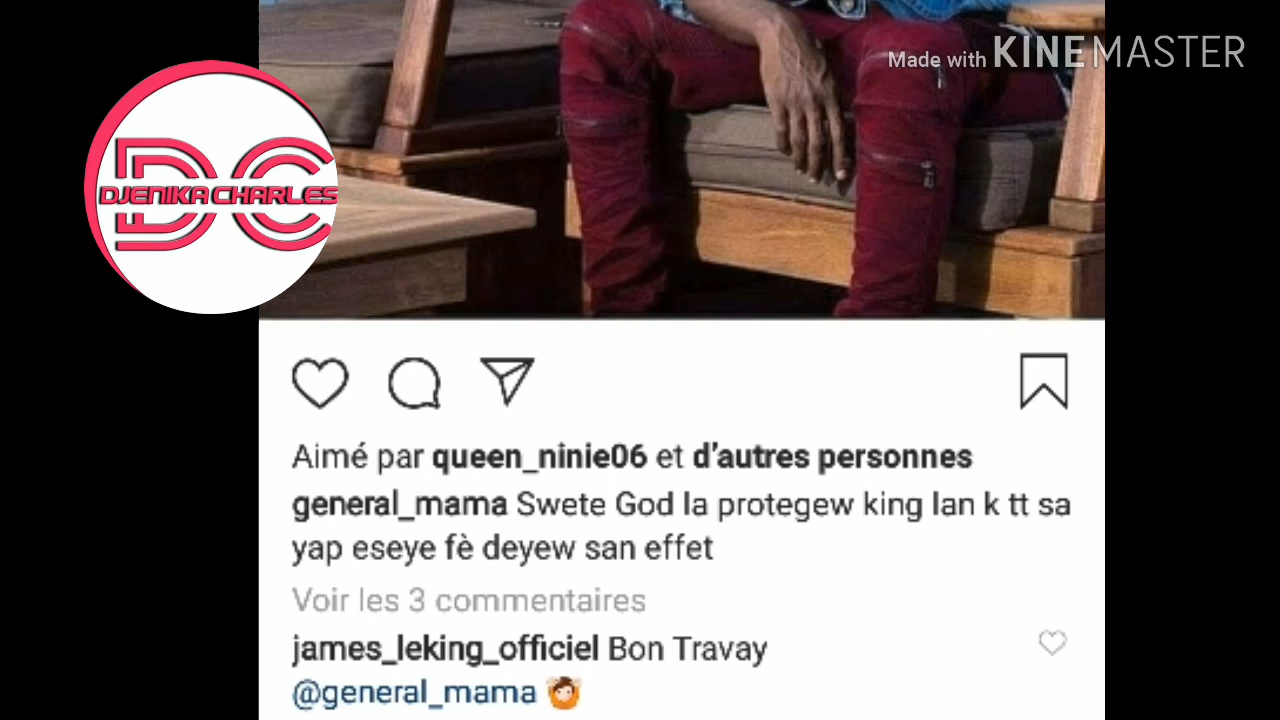 Made with KINEMASTER
DC
DJENIKA CHARLES
Aimé par queen_ninie06 et d'autres personnes
general_mama Swete God la protegew king lan k tt sa
yap eseye fè deyew san effet
Voir les 3 commentaires
james_leking_officiel Bon Travay
@general_mama 🙆